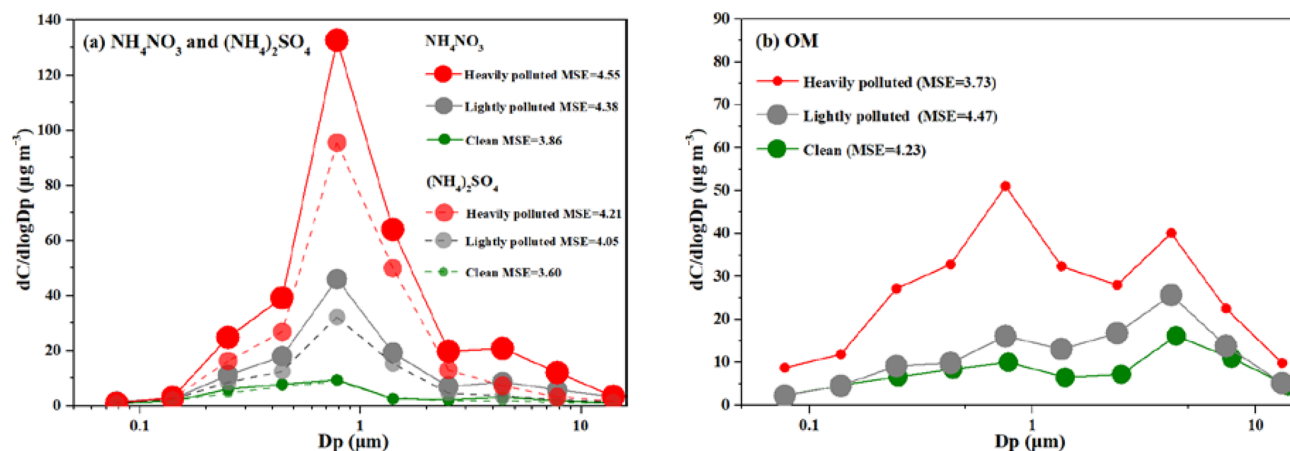 (a) NH₄NO₃ and (NH₄)₂SO₄
NH₄NO₃
Heavily polluted MSE=4.55
Lightly polluted MSE=4.38
Clean MSE=3.86
(NH₄)₂SO₄
Heavily polluted MSE=4.21
Lightly polluted MSE=4.05
Clean MSE=3.60
dC/dlogDp (μg m⁻³)
140
120
100
80
60
40
20
0
0.1
1
10
Dp (μm)
(b) OM
Heavily polluted (MSE=3.73)
Lightly polluted (MSE=4.47)
Clean (MSE=4.23)
dC/dlogDp (μg m⁻³)
90
80
70
60
50
40
30
20
10
0
0.1
1
10
Dp (μm)